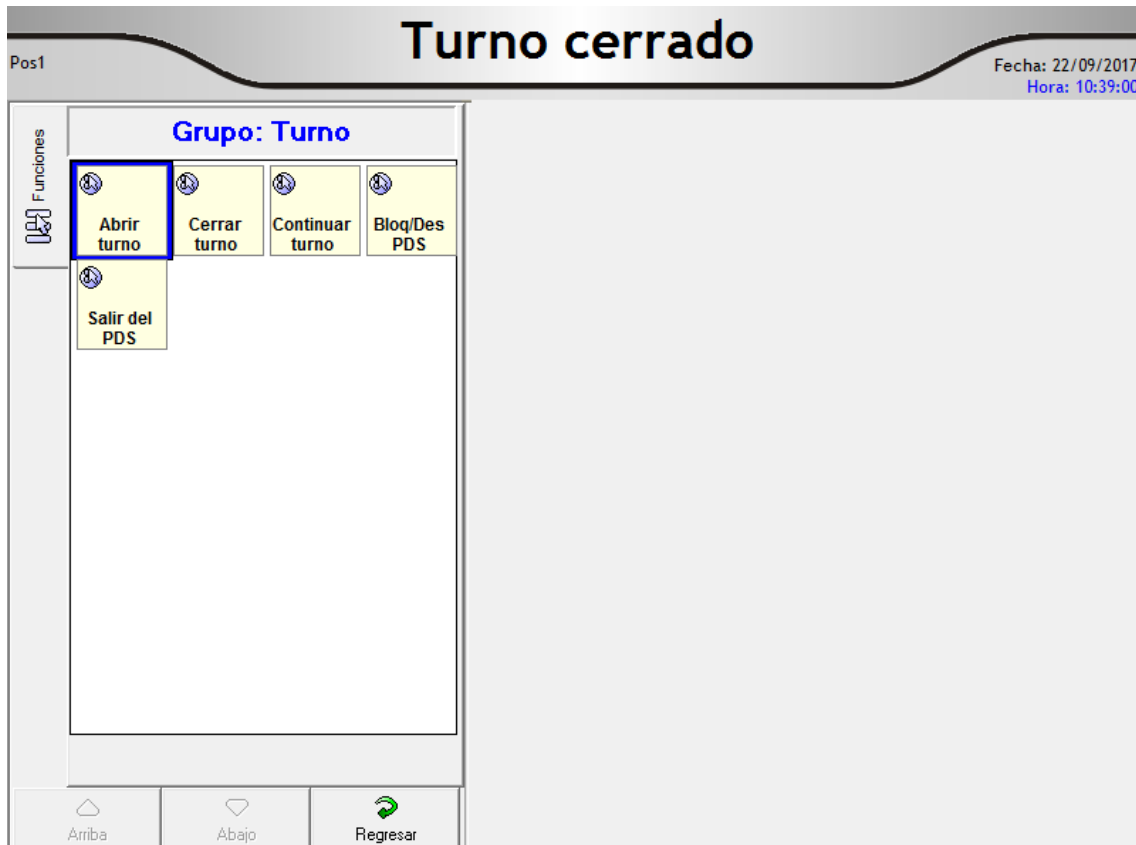 Turno cerrado
Pos1
Fecha: 22/09/2017
Hora: 10:39:00
Funciones
Grupo: Turno
Abrir
turno
Cerrar
turno
Continuar
turno
Bloq/Des
PDS
Salir del
PDS
Arriba
Abajo
Regresar